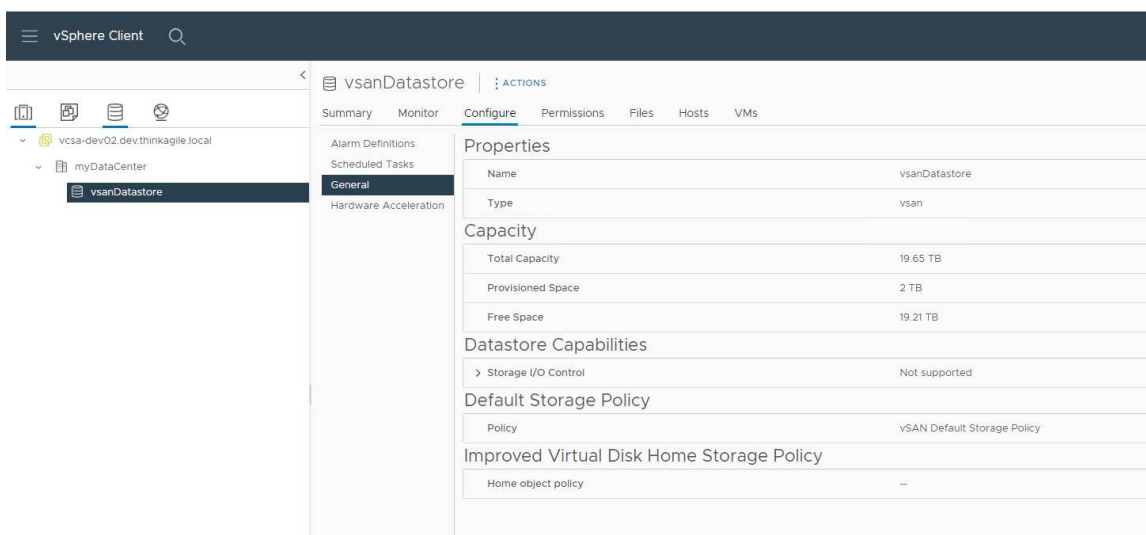 vSphere Client
vsanDatastore
ACTIONS
Summary Monitor Configure Permissions Files Hosts VMs
vcsa-dev02.dev.thinkagile.local
myDataCenter
vsanDatastore
Alarm Definitions
Scheduled Tasks
General
Hardware Acceleration
Properties
Name vsanDatastore
Type vsan
Capacity
Total Capacity 19.65 TB
Provisioned Space 2 TB
Free Space 19.21 TB
Datastore Capabilities
Storage I/O Control Not supported
Default Storage Policy
Policy vSAN Default Storage Policy
Improved Virtual Disk Home Storage Policy
Home object policy --